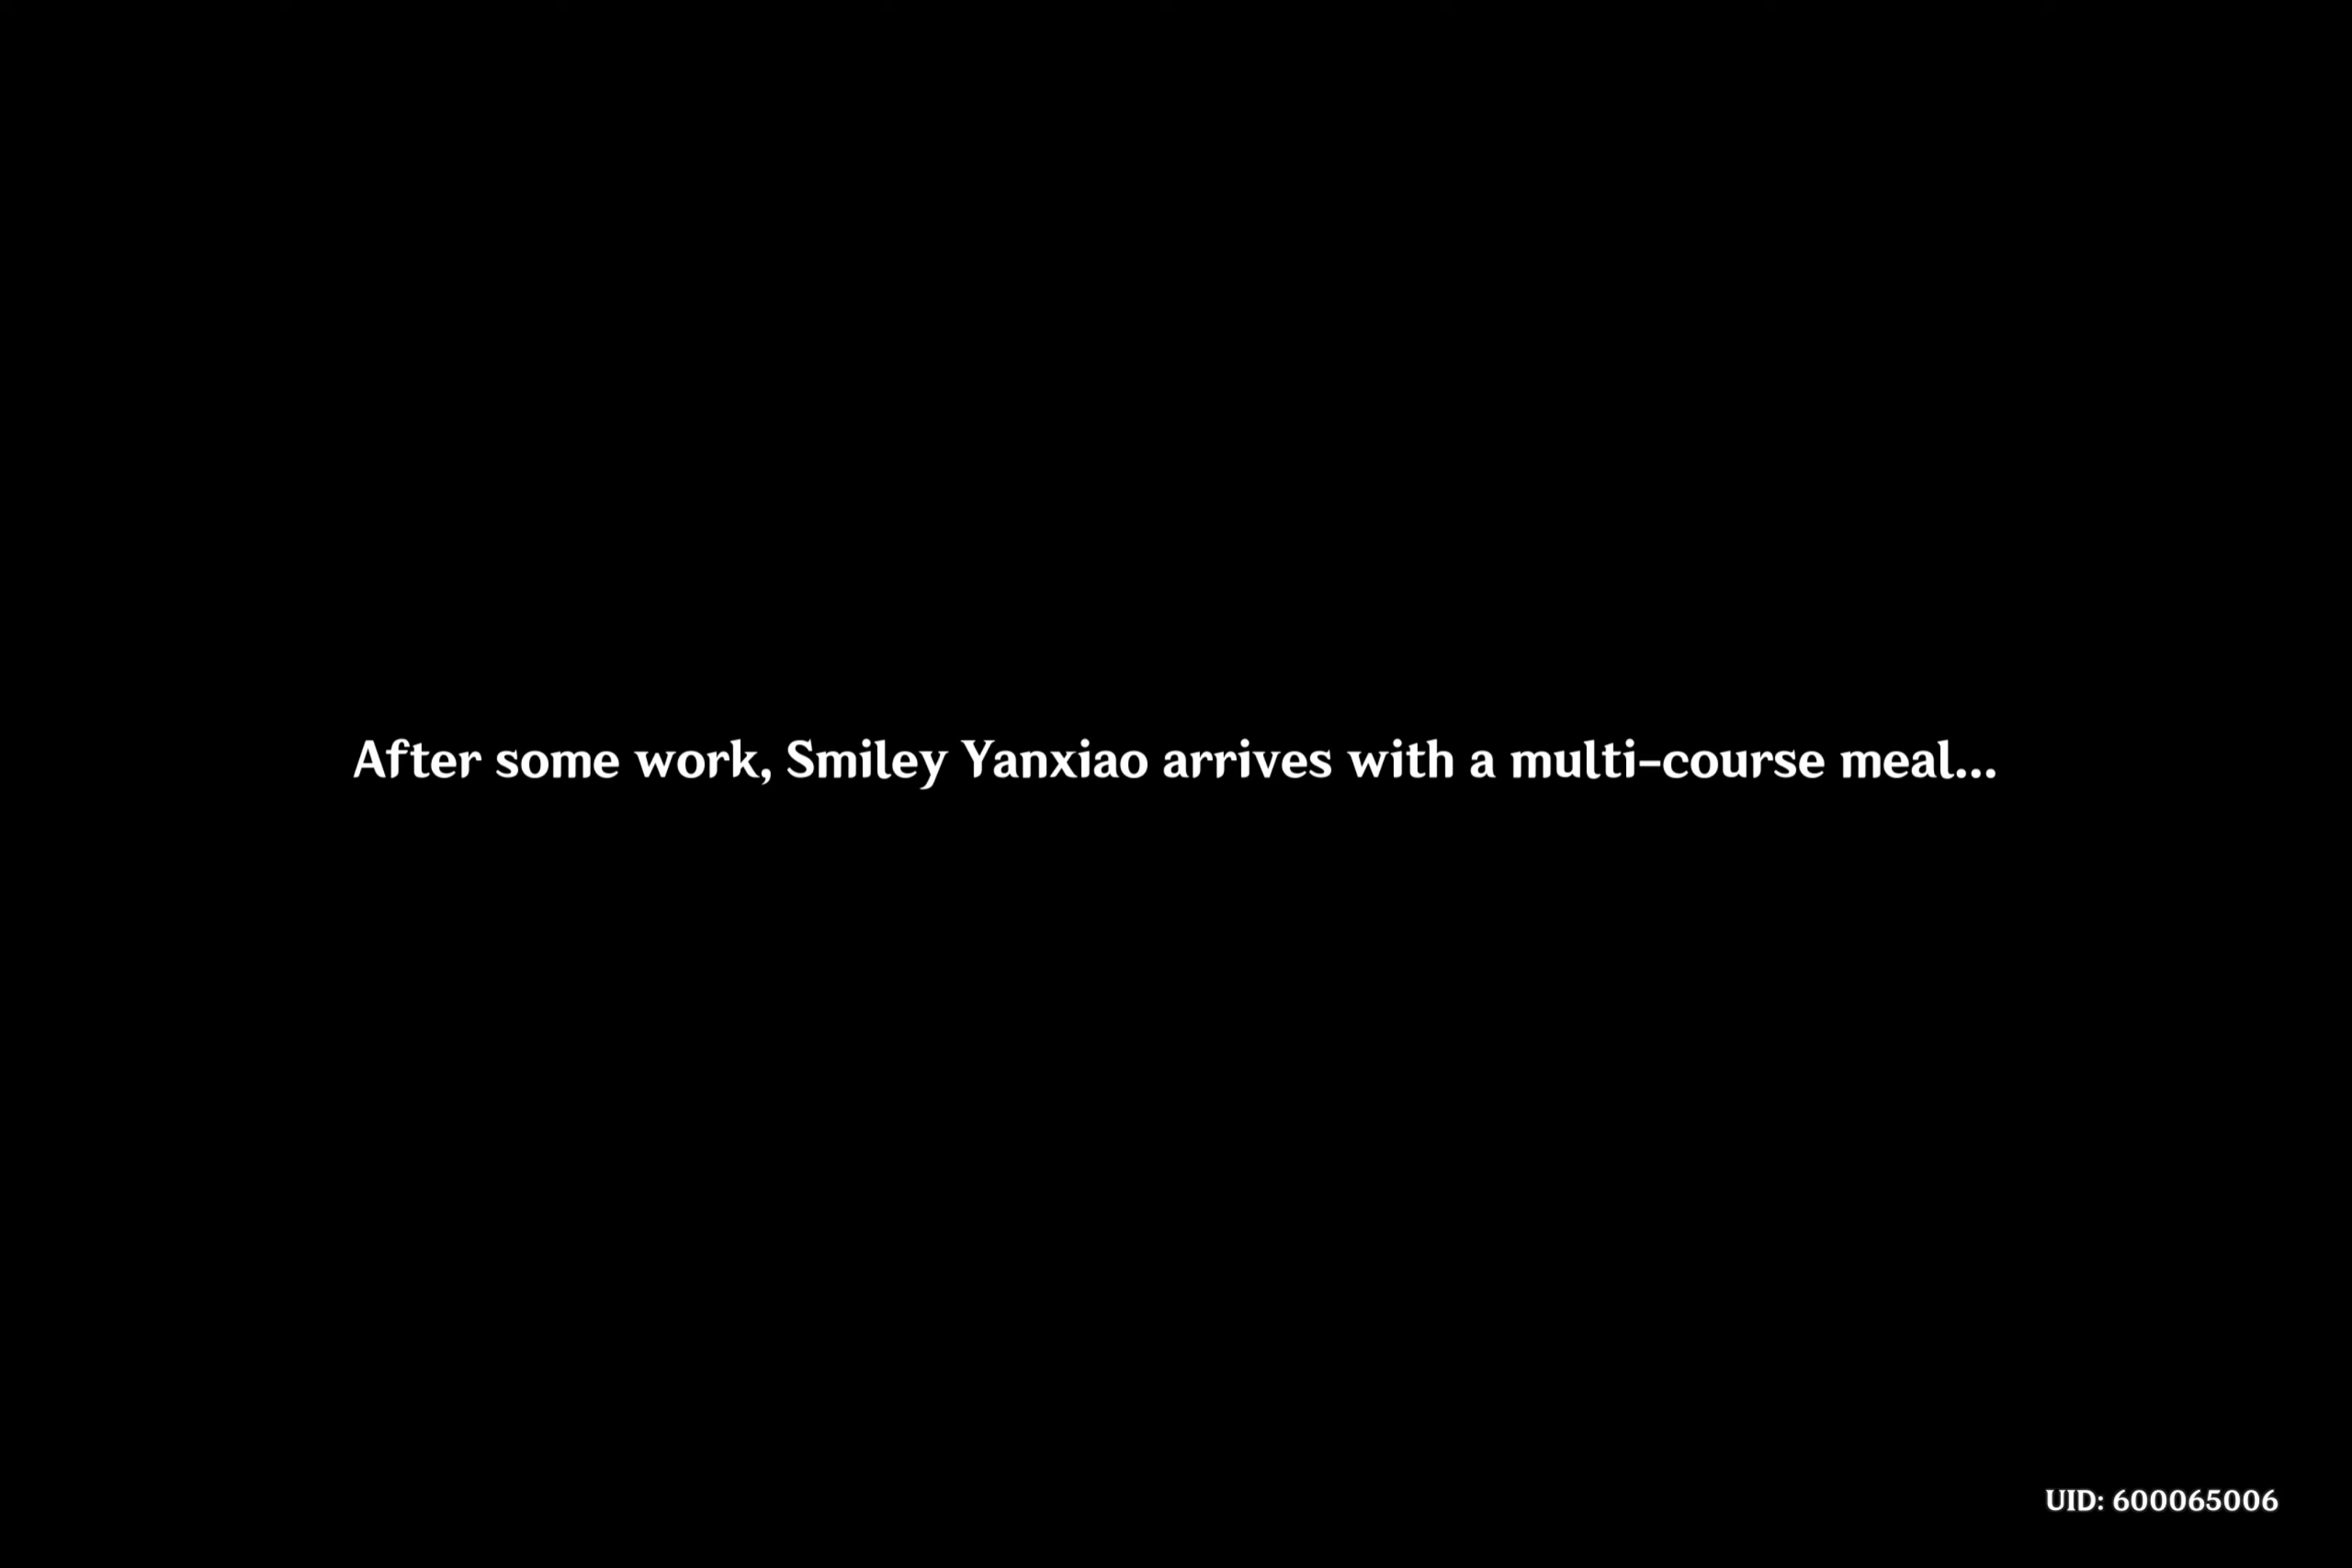 After some work, Smiley Yanxiao arrives with a multi-course meal...
UID: 600065006